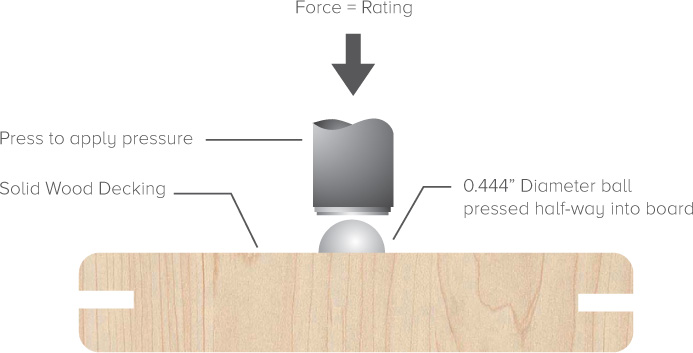 Force = Rating
Press to apply pressure
Solid Wood Decking
0.444” Diameter ball
pressed half-way into board